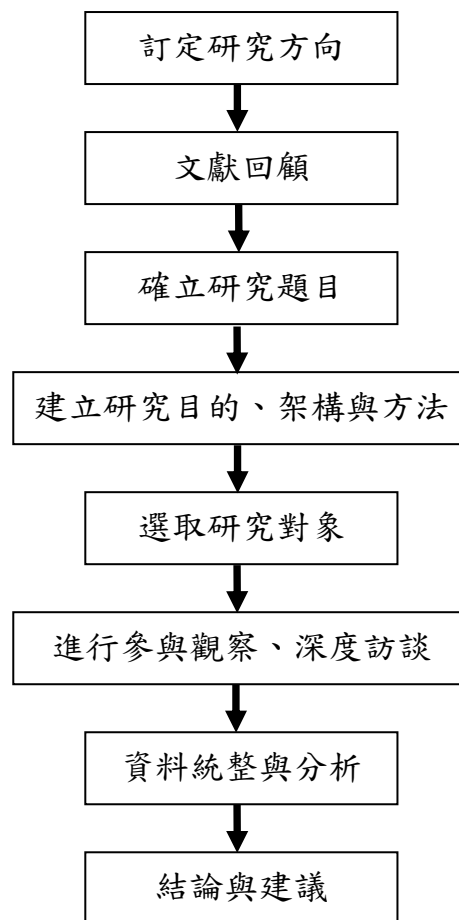 訂定研究方向
文獻回顧
確立研究題目
建立研究目的、架構與方法
選取研究對象
進行參與觀察、深度訪談
資料統整與分析
結論與建議